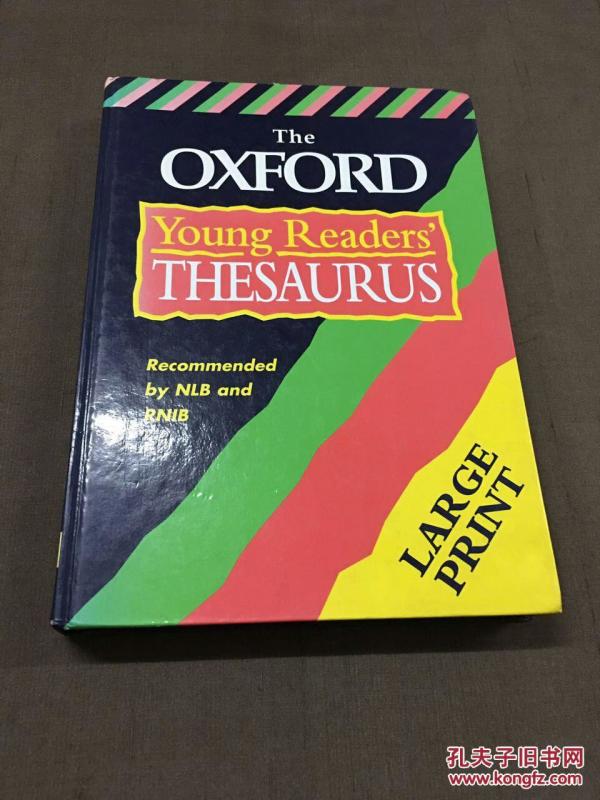 The
OXFORD
Young Readers'
THESAURUS
Recommended
by NLB and
RNIB
LARGE
PRINT
孔夫子旧书网
www.kongfz.com